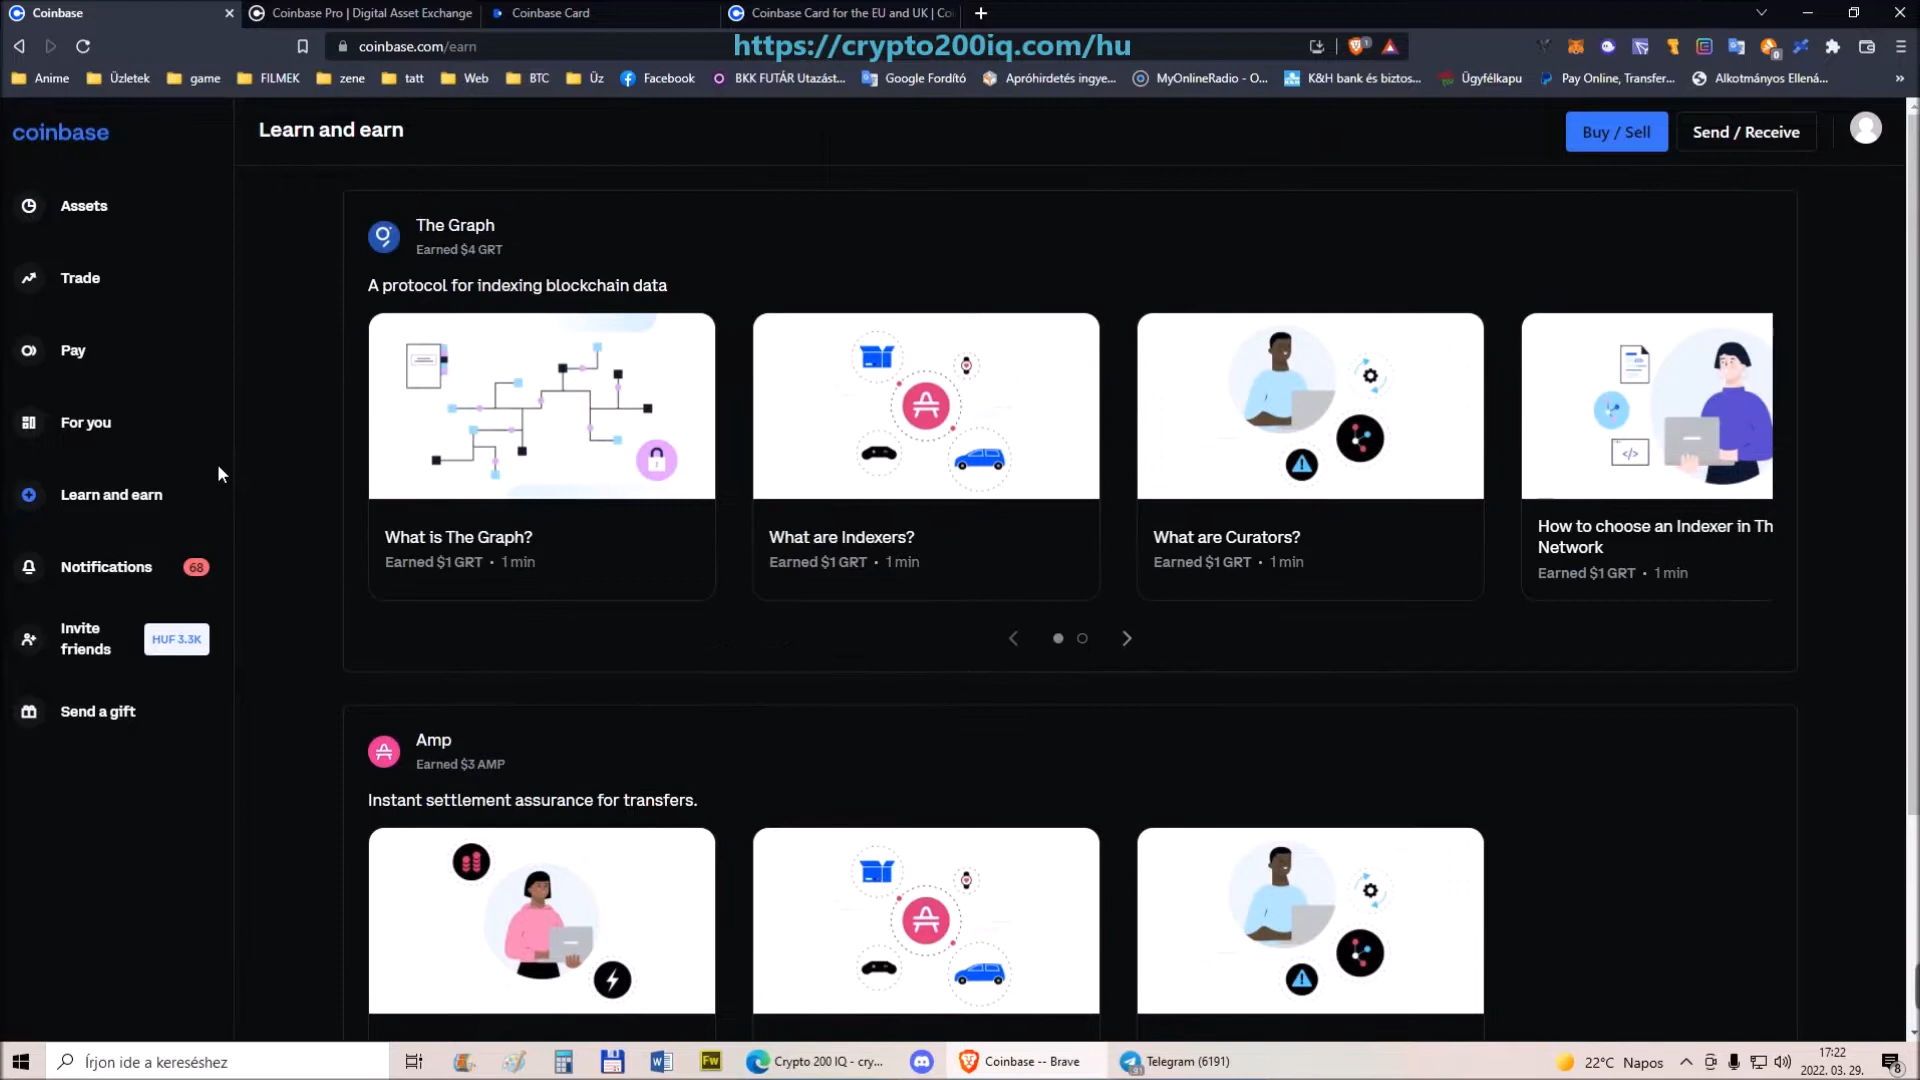 Coinbase
Coinbase Pro | Digital Asset Exchange
Coinbase Card
Coinbase Card for the EU and UK | Co
coinbase.com/earn
https://crypto200iq.com/hu
Anime
Üzletek
game
FILMEK
zene
tatt
Web
BTC
Üz
Facebook
BKK FUTÁR Utazást...
Google Fordító
Apróhirdetés ingye...
MyOnlineRadio - O...
K&H bank és biztos...
Ügyfélkapu
Pay Online, Transfer...
Alkotmányos Ellená...
coinbase
Learn and earn
Buy / Sell
Send / Receive
Assets
Trade
Pay
For you
Learn and earn
Notifications
68
Invite
friends
HUF 3.3K
Send a gift
The Graph
Earned $4 GRT
A protocol for indexing blockchain data
What is The Graph?
Earned $1 GRT • 1 min
What are Indexers?
Earned $1 GRT • 1 min
What are Curators?
Earned $1 GRT • 1 min
How to choose an Indexer in Th
Network
Earned $1 GRT • 1 min
Amp
Earned $3 AMP
Instant settlement assurance for transfers.
Írjon ide a kereséshez
Crypto 200 IQ - cry...
Coinbase -- Brave
Telegram (6191)
22°C Napos
17:22
2022. 03. 29.
8